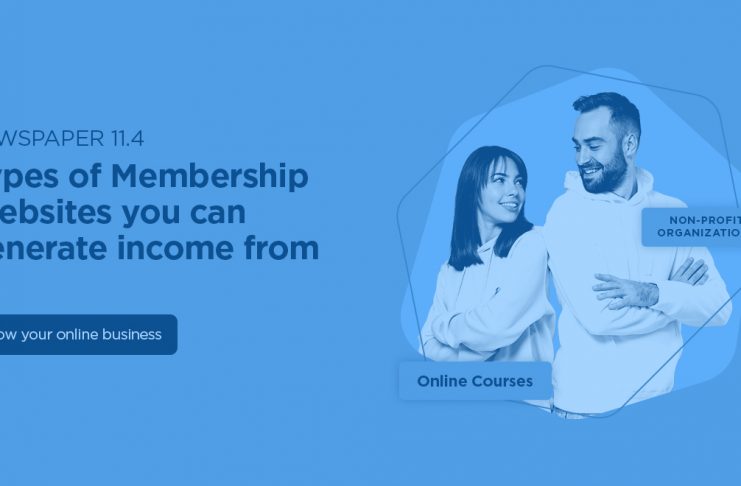 WSPAPER 11.4
ypes of Membership
ebsites you can
enerate income from
ow your online business
NON-PROFIT
ORGANIZATIO
Online Courses